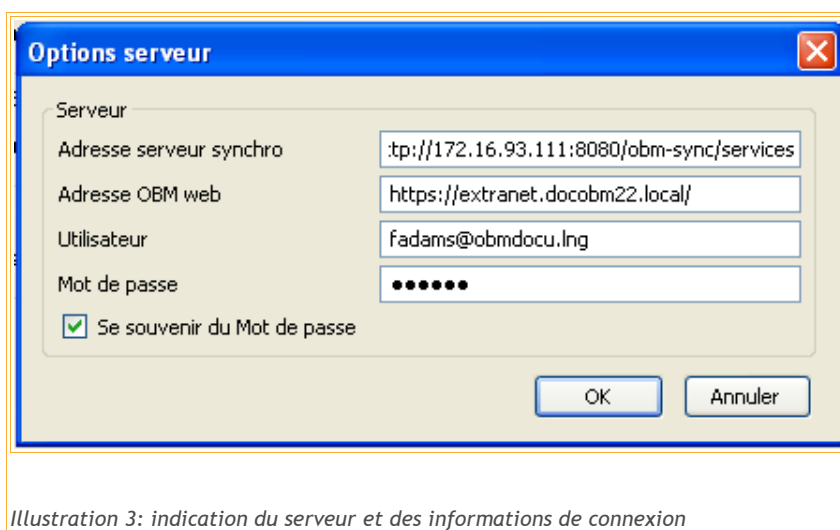 Options serveur
Serveur
Adresse serveur synchro :tp://172.16.93.111:8080/obm-sync/services
Adresse OBM web https://extranet.docobm22.local/
Utilisateur fadams@obmdocu.lng
Mot de passe ●●●●●●
Se souvenir du Mot de passe
OK Annuler
Illustration 3: indication du serveur et des informations de connexion